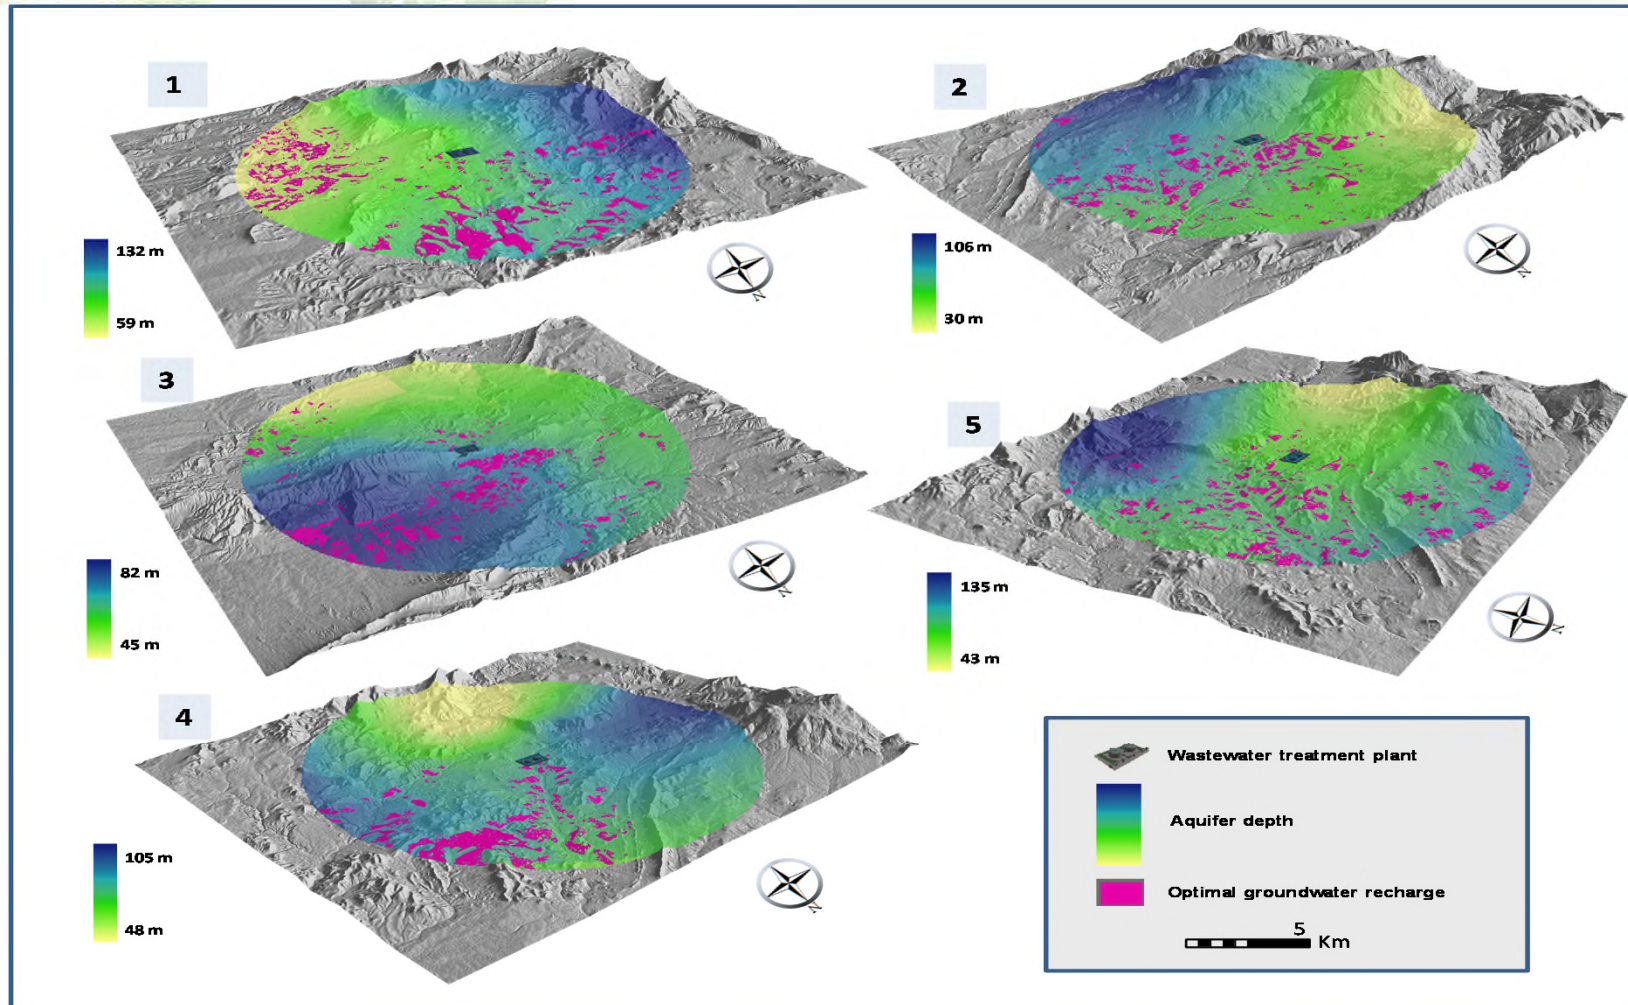 1
132 m
59 m
N
2
106 m
30 m
N
3
82 m
45 m
N
5
135 m
43 m
N
4
105 m
48 m
N
Wastewater treatment plant
Aquifer depth
Optimal groundwater recharge
5
Km